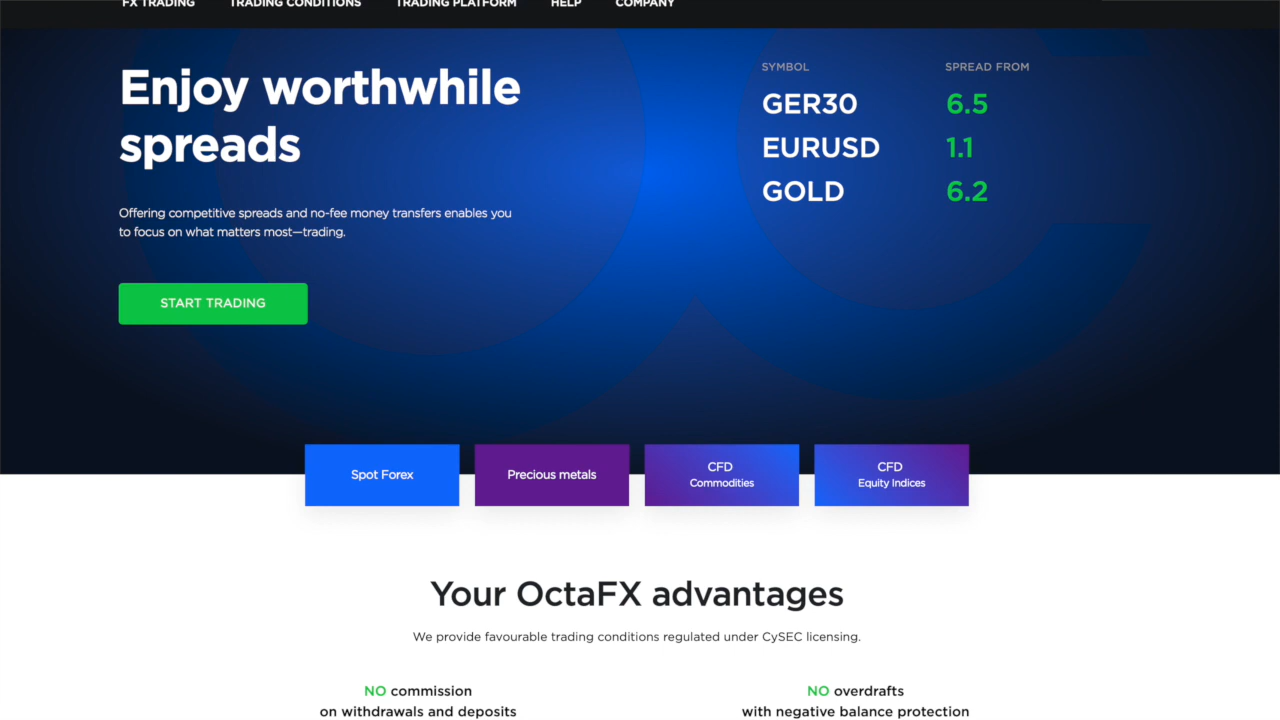 FX TRADING TRADING CONDITIONS TRADING PLATFORM HELP COMPANY
Enjoy worthwhile
spreads
Offering competitive spreads and no-fee money transfers enables you
to focus on what matters most—trading.
START TRADING
SYMBOL SPREAD FROM
GER30 6.5
EURUSD 1.1
GOLD 6.2
Spot Forex
Precious metals
CFD
Commodities
CFD
Equity Indices
Your OctaFX advantages
We provide favourable trading conditions regulated under CySEC licensing.
NO commission
on withdrawals and deposits
NO overdrafts
with negative balance protection